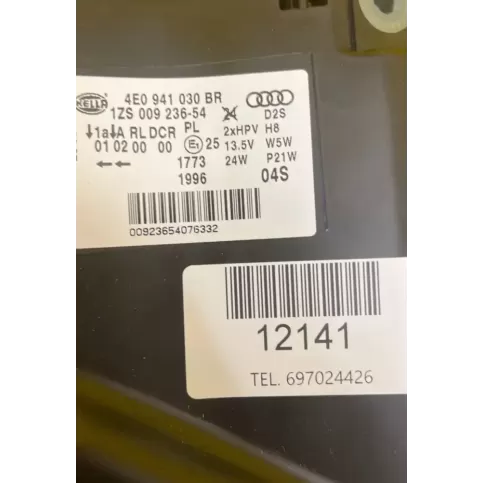 HELLA 4E0 941 030 BR
1ZS 009 236-54 D2S
1a A RL DCR PL 2xHPV H8
01 02 00 00 E1 25 13.5V W5W
←← 1773 24W P21W
1996 04S
00923654076332
12141
TEL. 697024426